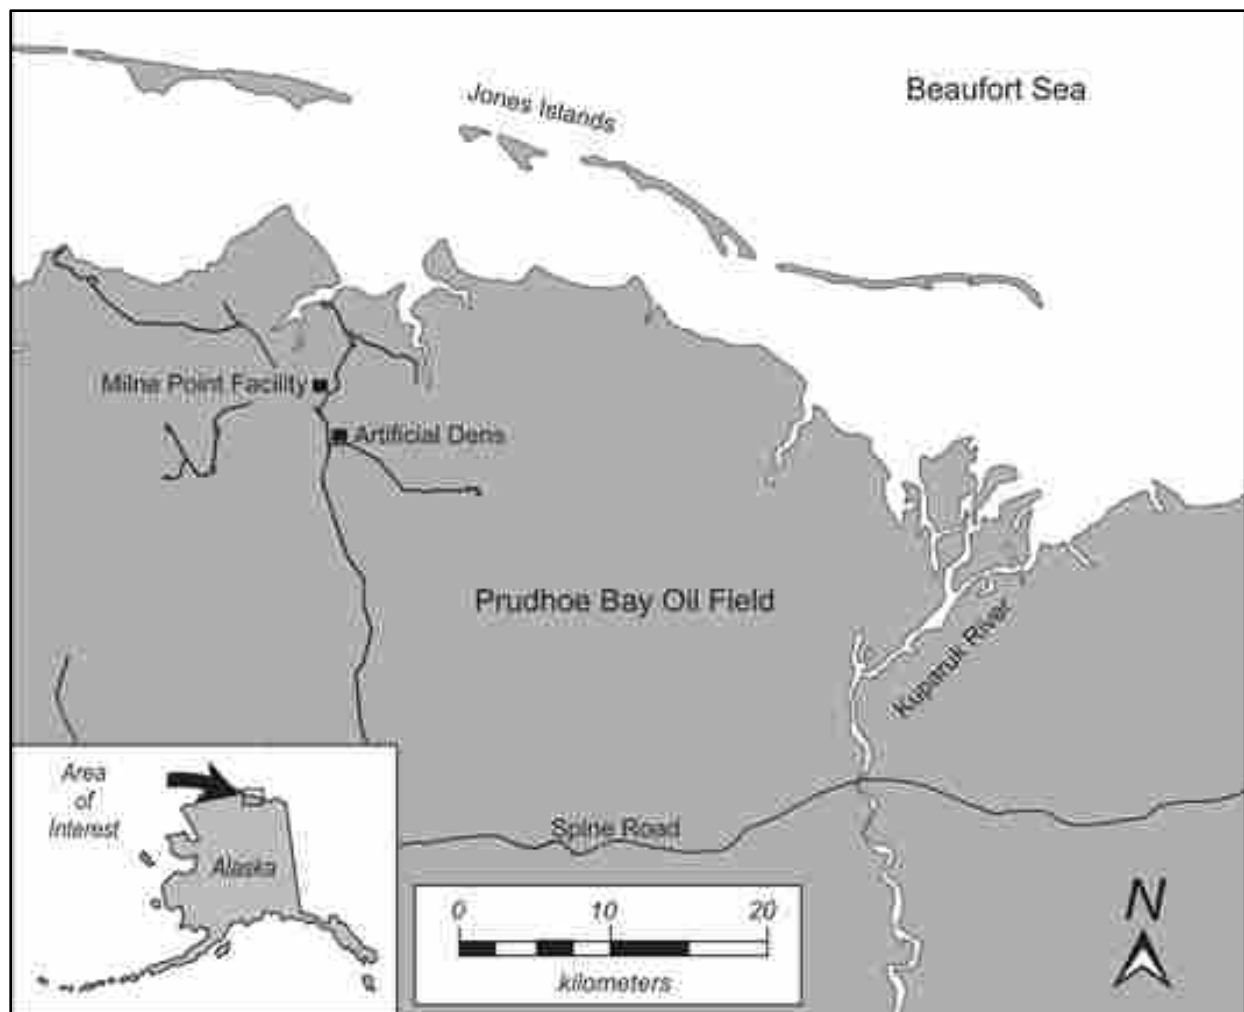 Beaufort Sea
Jones Islands
Milne Point Facility
Artificial Dens
Prudhoe Bay Oil Field
Kuparuk River
Area
of
Interest
Alaska
Spine Road
0 10 20
kilometers
N